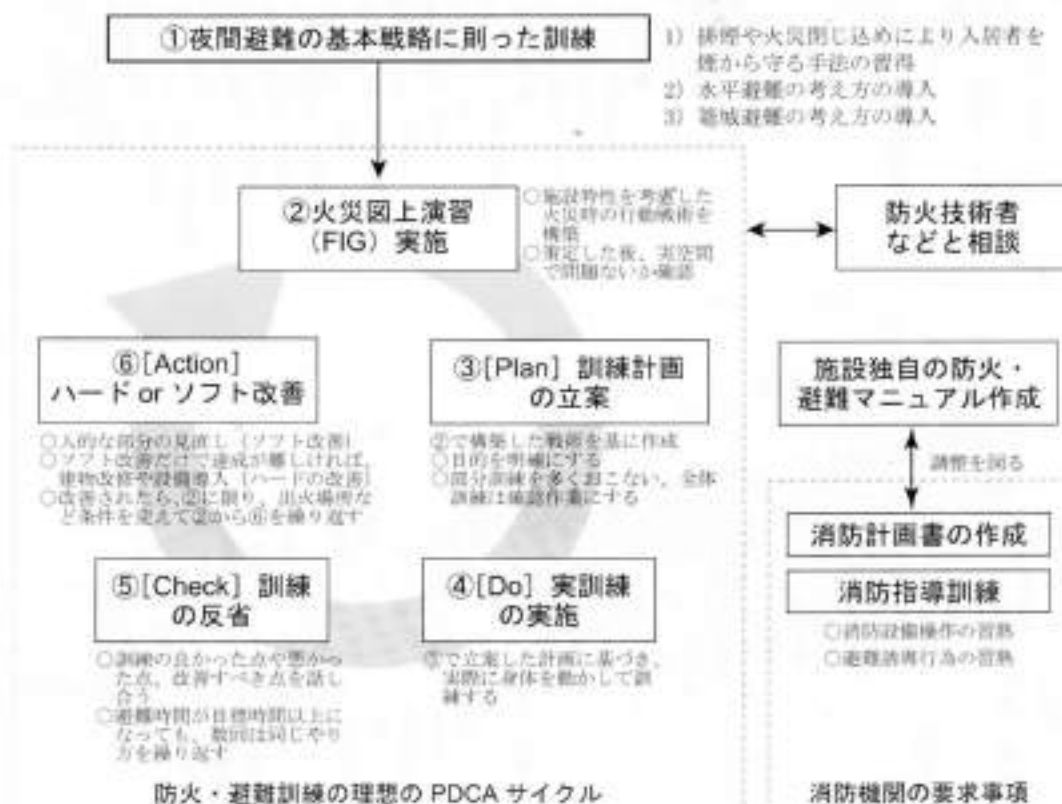 ①夜間避難の基本戦略に則った訓練
1) 排煙や火災閉じ込めにより入居者を
煙から守る手法の習得
2) 水平避難の考え方の導入
3) 篭城避難の考え方の導入
②火災図上演習
(FIG) 実施
○施設特性を考慮した
火災時の行動戦術を
構築
○策定した後、実空間
で問題ないか確認
防火技術者
などと相談
⑥[Action]
ハード or ソフト改善
○人的な部分の見直し（ソフト改善）
○ソフト改善だけで達成が難しければ、
建物改修や設備導入（ハードの改善）
○改善されたら、②に限り、出火場所な
ど条件を変えて②から⑥を繰り返す
③[Plan] 訓練計画
の立案
②で構築した戦術を基に作成
○目的を明確にする
○部分訓練を多くおこない、全体
訓練は確認作業にする
施設独自の防火・
避難マニュアル作成
調整を図る
⑤[Check] 訓練
の反省
○訓練の良かった点や悪かっ
た点、改善すべき点を話し
合う
○避難時間が目標時間以上に
なっても、数回は同じやり
方を繰り返す
④[Do] 実訓練
の実施
③で立案した計画に基づき、
実際に身体を動かして訓
練する
消防計画書の作成
消防指導訓練
○消防設備操作の習熟
○避難誘導行為の習熟
防火・避難訓練の理想の PDCA サイクル
消防機関の要求事項